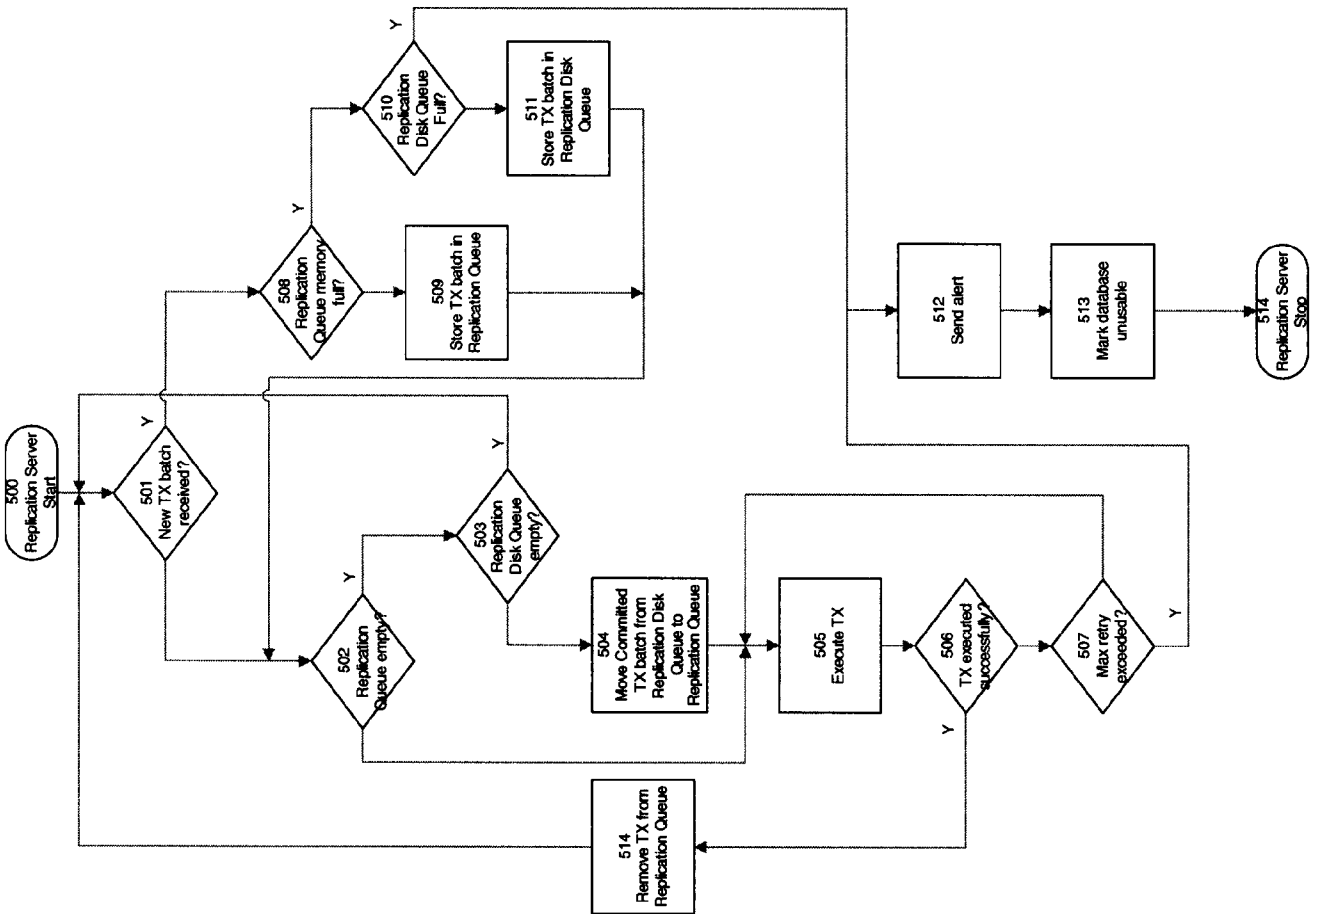 500
Replication Server
Start
501
New TX batch
received?
Y
508
Replication
Queue memory
full?
Y
510
Replication
Disk Queue
Full?
Y
509
Store TX batch in
Replication Queue
511
Store TX batch in
Replication Disk
Queue
502
Replication
Queue empty?
Y
503
Replication
Disk Queue
empty?
Y
504
Move Committed
TX batch from
Replication Disk
Queue to
Replication Queue
505
Execute TX
506
TX executed
successfully?
Y
507
Max retry
exceeded?
Y
514
Remove TX from
Replication Queue
512
Send alert
513
Mark database
unusable
514
Replication Server
Stop